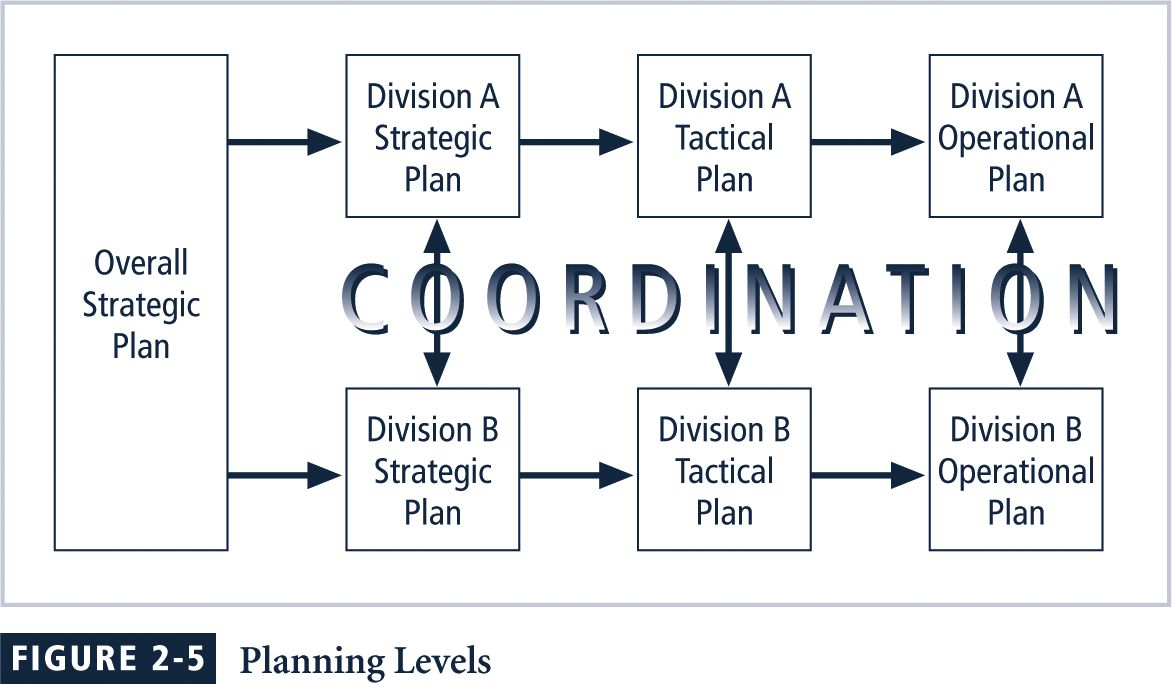 Overall
Strategic
Plan
Division A
Strategic
Plan
Division A
Tactical
Plan
Division A
Operational
Plan
COORDINATION
Division B
Strategic
Plan
Division B
Tactical
Plan
Division B
Operational
Plan
FIGURE 2-5 Planning Levels